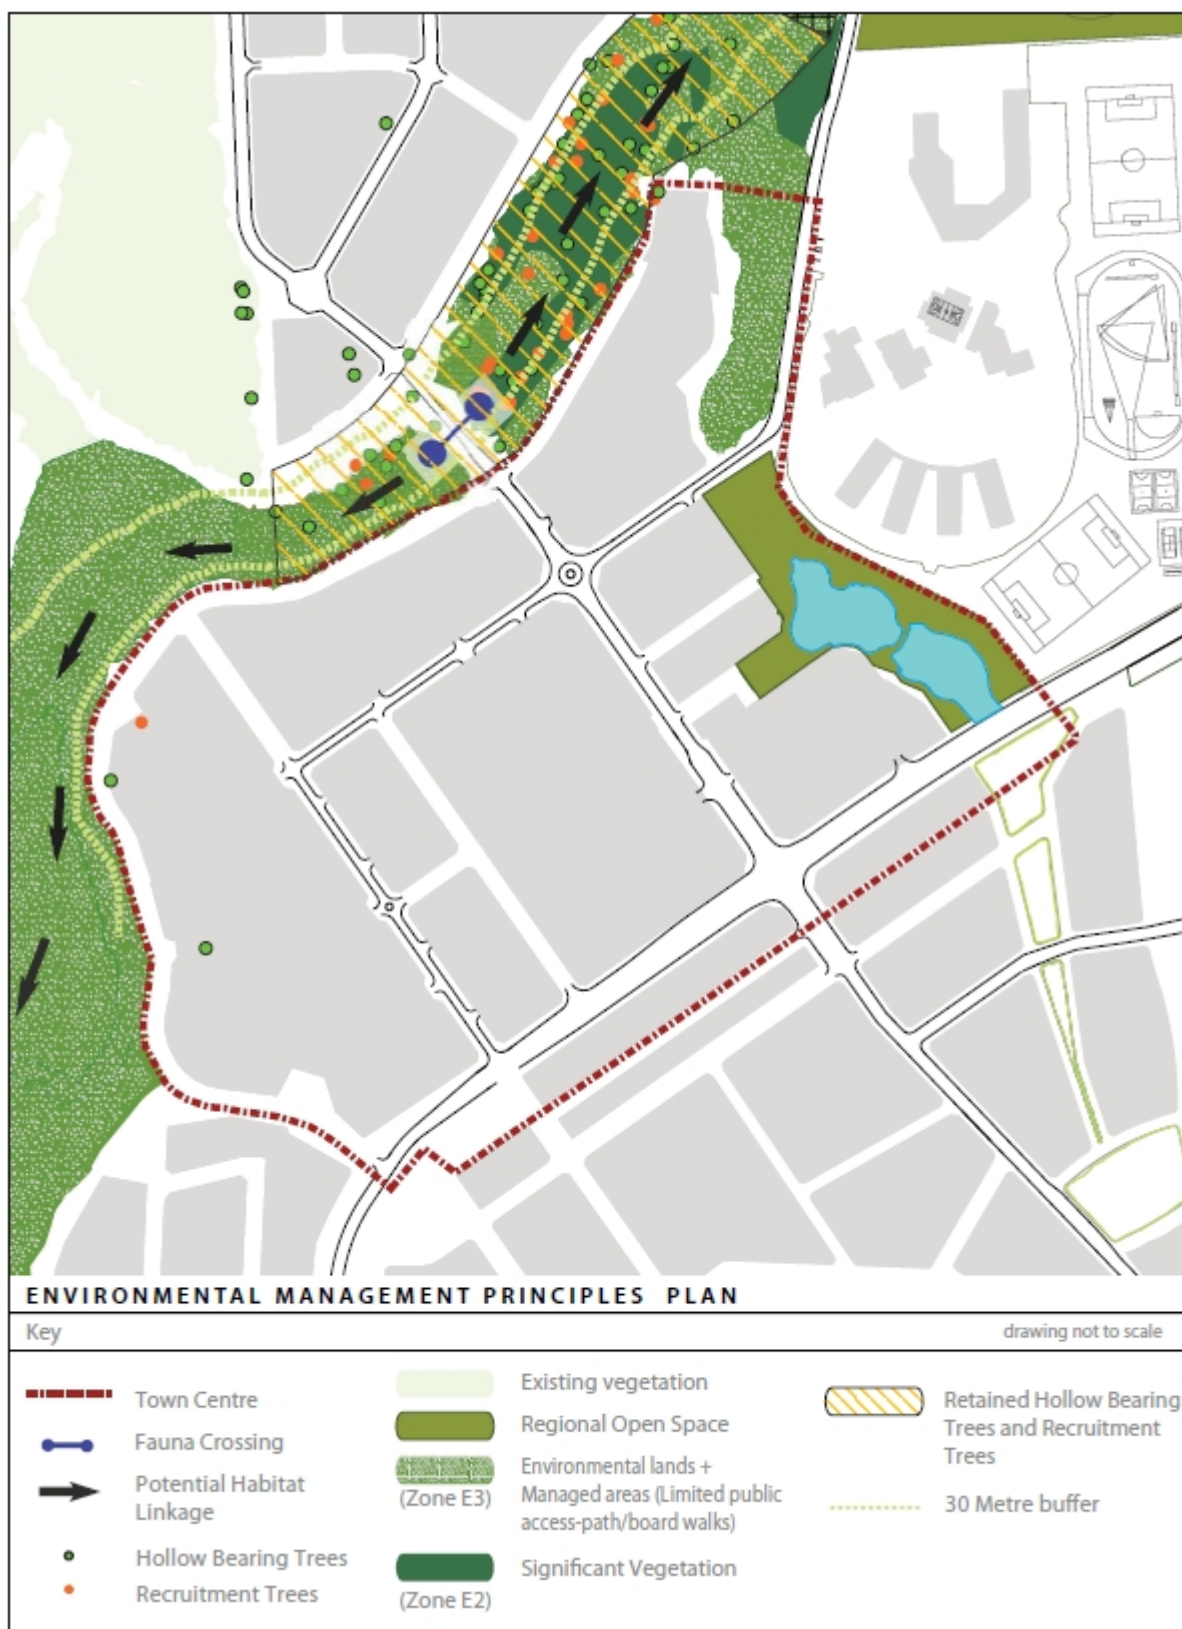 ENVIRONMENTAL MANAGEMENT PRINCIPLES PLAN
Key
drawing not to scale
Town Centre
Fauna Crossing
Potential Habitat
Linkage
Hollow Bearing Trees
Recruitment Trees
Existing vegetation
Regional Open Space
Environmental lands +
Managed areas (Limited public
access-path/board walks)
(Zone E3)
Significant Vegetation
(Zone E2)
Retained Hollow Bearing
Trees and Recruitment
Trees
30 Metre buffer